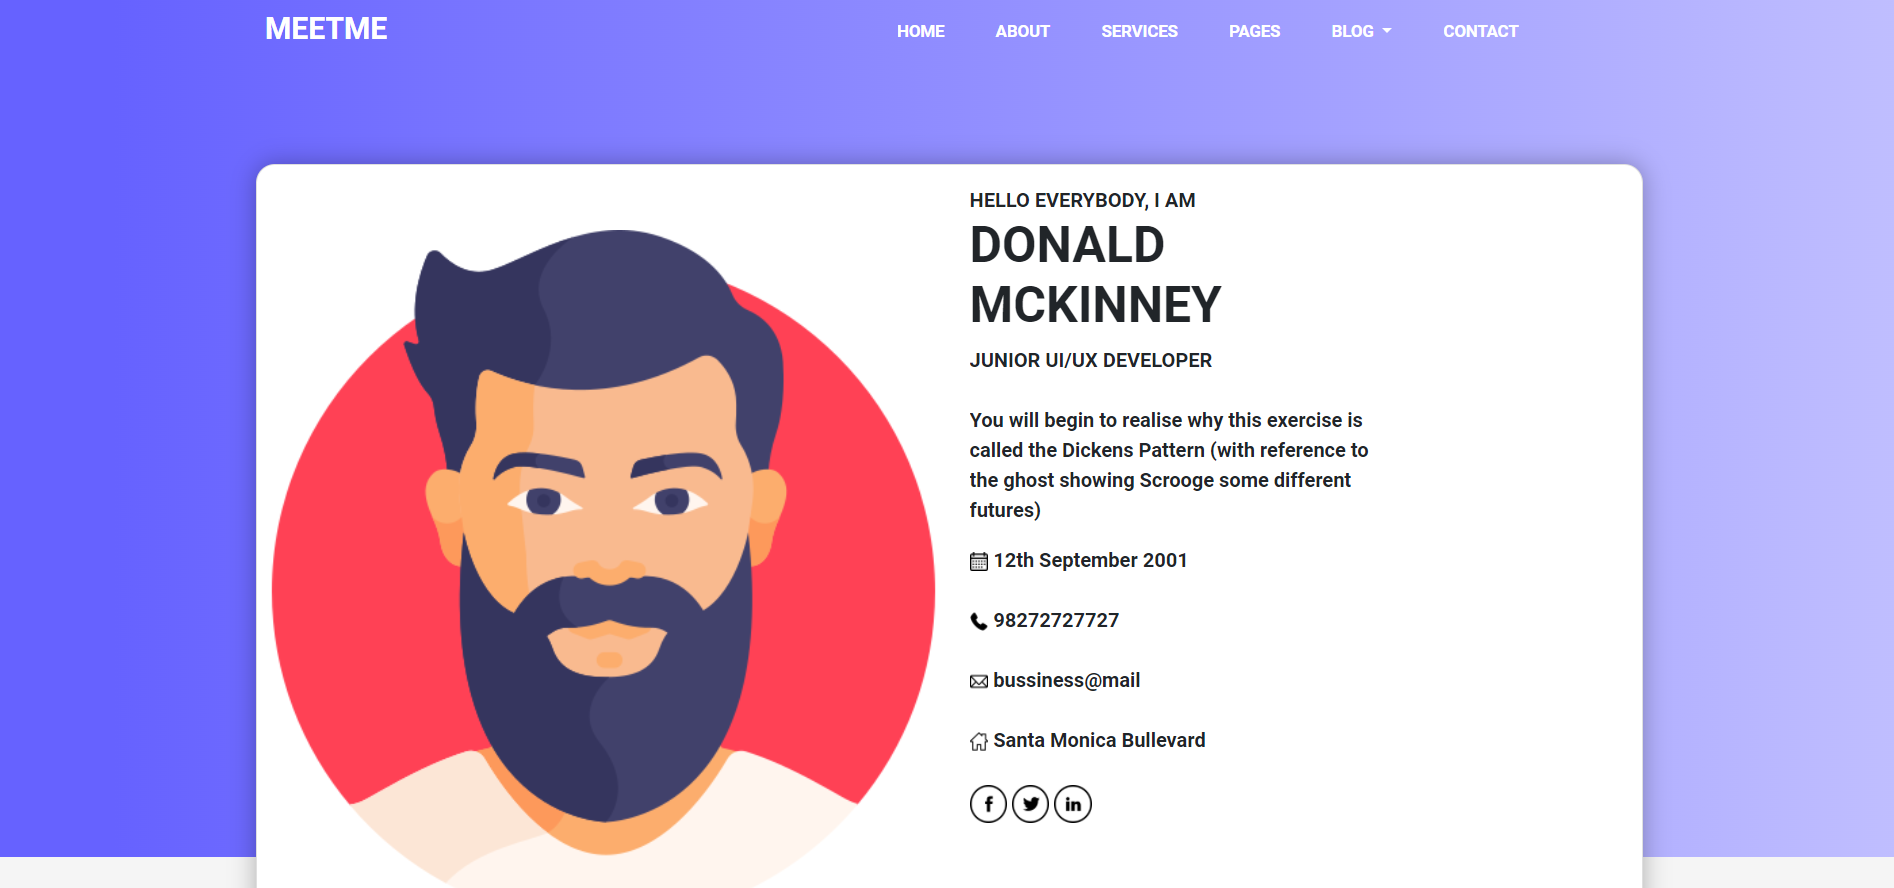 MEETME
HOME ABOUT SERVICES PAGES BLOG CONTACT
HELLO EVERYBODY, I AM
DONALD
MCKINNEY
JUNIOR UI/UX DEVELOPER
You will begin to realise why this exercise is
called the Dickens Pattern (with reference to
the ghost showing Scrooge some different
futures)
12th September 2001
98272727727
bussiness@mail
Santa Monica Bullevard